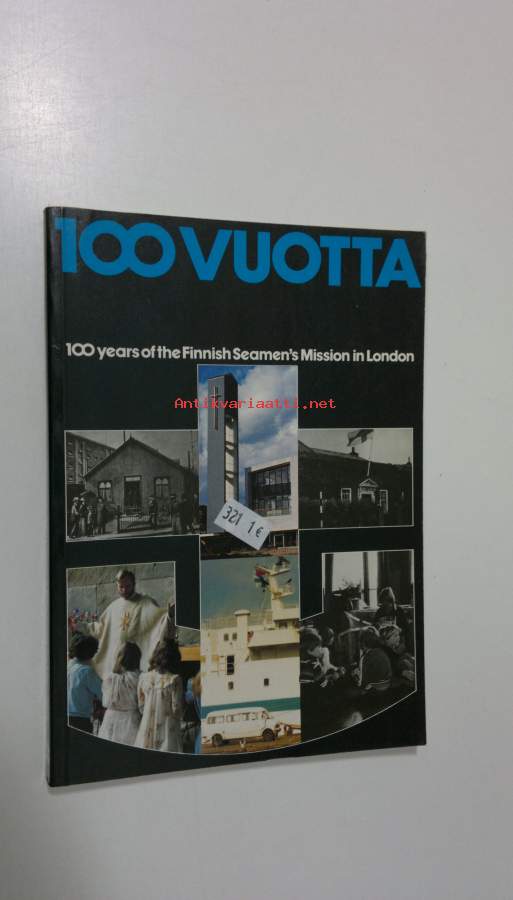 100 VUOTTA
100 years of the Finnish Seamen's Mission in London
Antikvariaatti.net
321 1 €